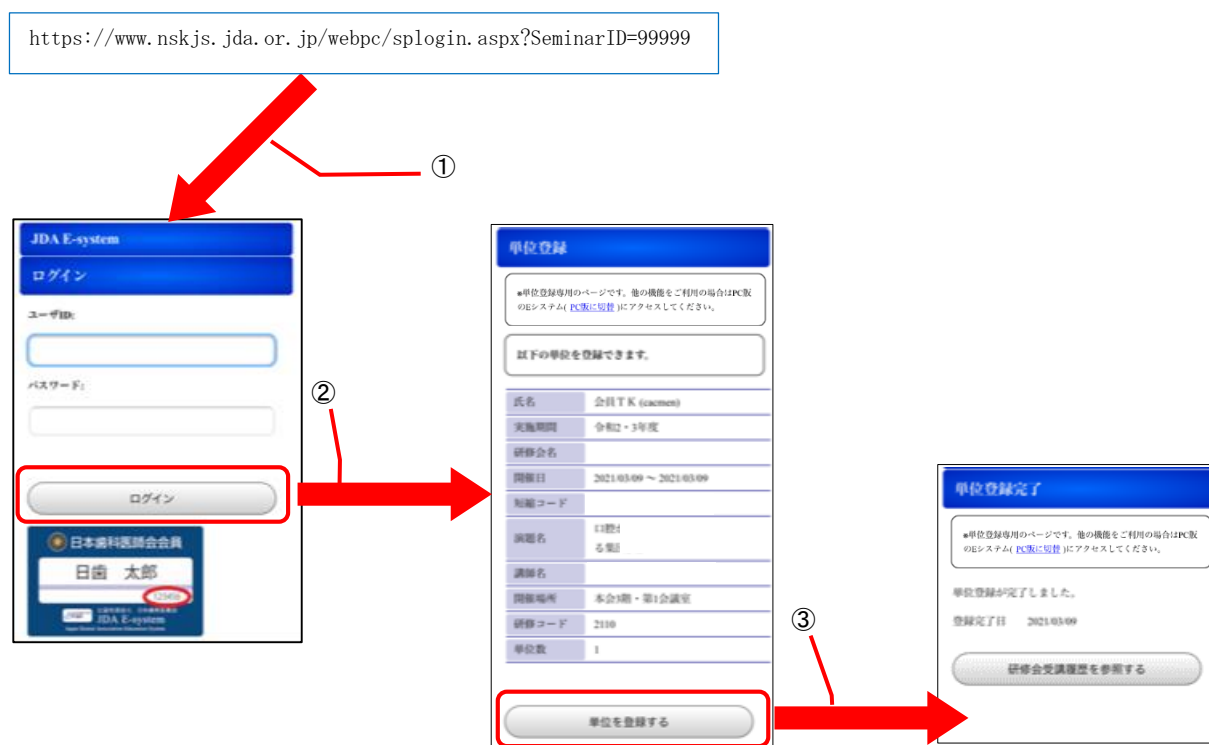 https://www.nskjs.jda.or.jp/webpc/splogin.aspx?SeminarID=99999
①
JDA E-system
ログイン
ユーザID:
パスワード:
②
ログイン
日本歯科医師会会員
日歯 太郎
123456
JDA E-system
単位登録
※単位登録専用のページです。他の機能をご利用の場合はPC版
のEシステム( PC版に切替 )にアクセスしてください。
以下の単位を登録できます。
氏名 会員T K (cacmen)
実施期間 令和2・3年度
研修会名
開催日 2021/03/09 ～ 2021/03/09
短縮コード
演題名 口腔
る集
講師名
開催場所 本会3階・第1会議室
研修コード 2110
単位数 1
③
単位を登録する
単位登録完了
※単位登録専用のページです。他の機能をご利用の場合はPC版
のEシステム( PC版に切替 )にアクセスしてください。
単位登録が完了しました。
登録完了日 2021/03/09
研修会受講履歴を参照する